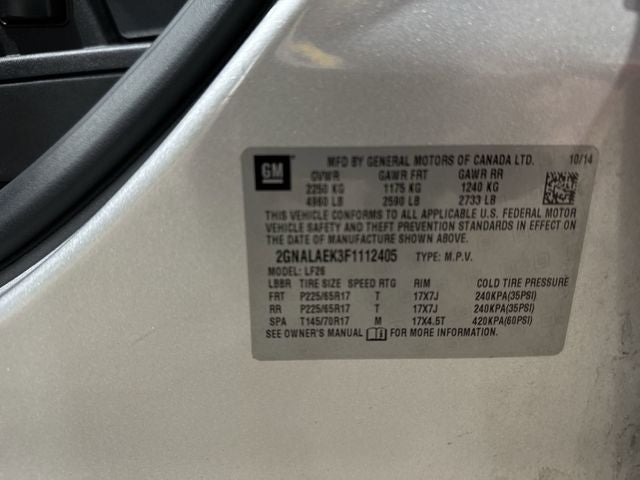 GM
MFD BY GENERAL MOTORS OF CANADA LTD. 10/14
GVWR GAWR FRT GAWR RR
2250 KG 1175 KG 1240 KG
4960 LB 2590 LB 2733 LB
THIS VEHICLE CONFORMS TO ALL APPLICABLE U.S. FEDERAL MOTOR
VEHICLE SAFETY AND THEFT PREVENTION STANDARDS IN EFFECT ON
THE DATE OF MANUFACTURE SHOWN ABOVE.
2GNALAEK3F1112405 TYPE: M.P.V.
MODEL: LF26
LBBR TIRE SIZE SPEED RTG RIM COLD TIRE PRESSURE
FRT P225/65R17 T 17X7J 240KPA(35PSI)
RR P225/65R17 T 17X7J 240KPA(35PSI)
SPA T145/70R17 M 17X4.5T 420KPA(60PSI)
SEE OWNER'S MANUAL FOR MORE INFORMATION.